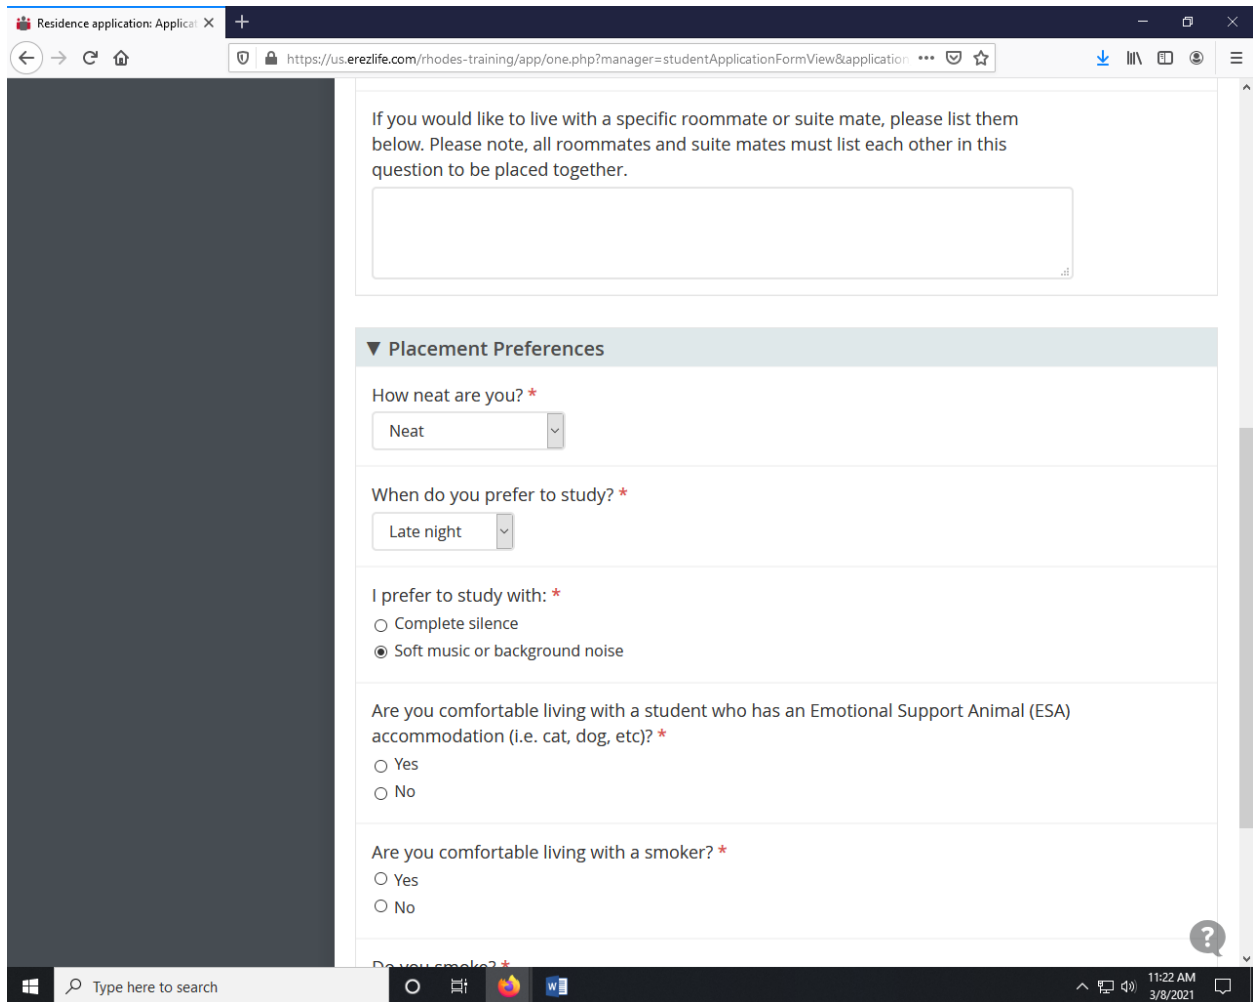 Residence application: Applicat
https://us.erezlife.com/rhodes-training/app/one.php?manager=studentApplicationFormView&application
If you would like to live with a specific roommate or suite mate, please list them
below. Please note, all roommates and suite mates must list each other in this
question to be placed together.
Placement Preferences
How neat are you? *
Neat
When do you prefer to study? *
Late night
I prefer to study with: *
Complete silence
Soft music or background noise
Are you comfortable living with a student who has an Emotional Support Animal (ESA)
accommodation (i.e. cat, dog, etc)? *
Yes
No
Are you comfortable living with a smoker? *
Yes
No
Do you smoke? *
Type here to search
11:22 AM
3/8/2021